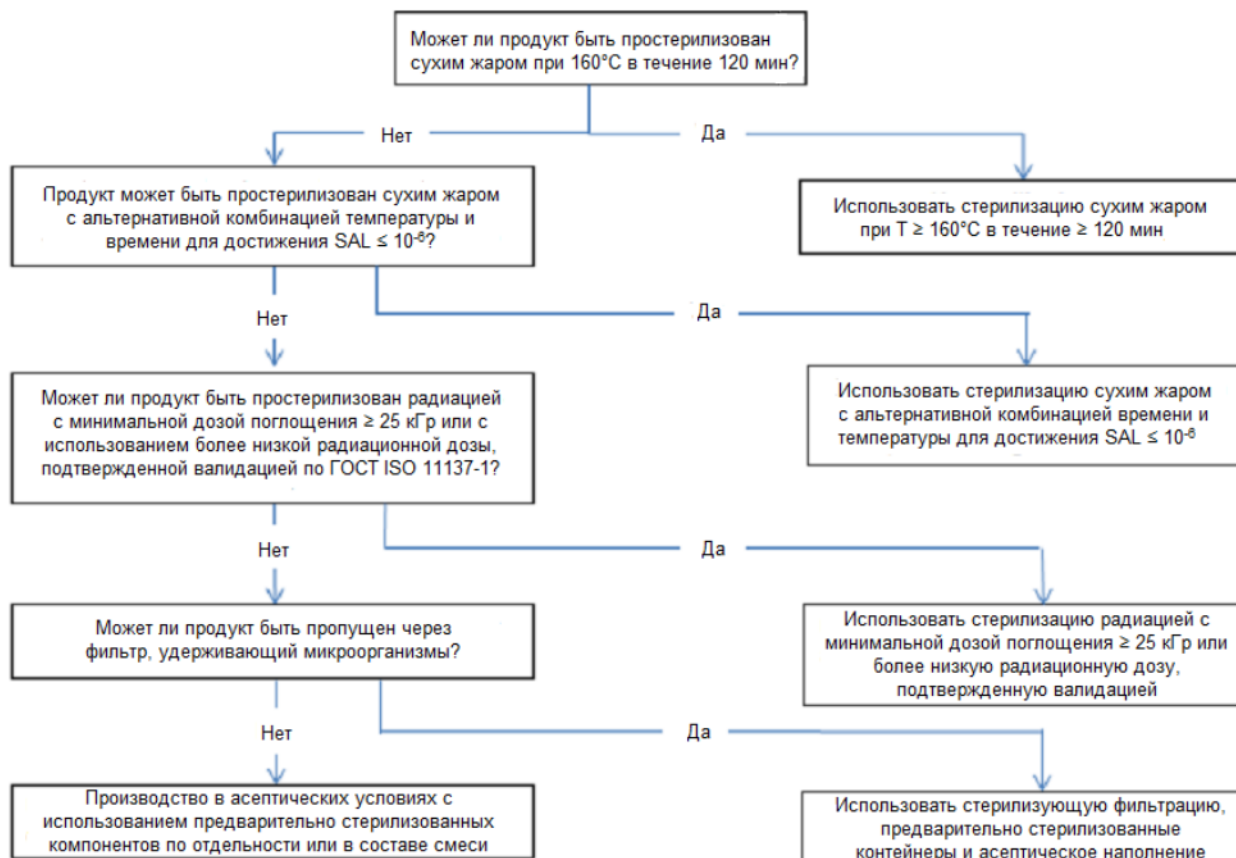 Может ли продукт быть простерилизован
сухим жаром при 160°C в течение 120 мин?
Нет
Да
Продукт может быть простерилизован сухим жаром
с альтернативной комбинацией температуры и
времени для достижения SAL ≤ 10⁻⁶?
Использовать стерилизацию сухим жаром
при T ≥ 160°C в течение ≥ 120 мин
Нет
Да
Может ли продукт быть простерилизован радиацией
с минимальной дозой поглощения ≥ 25 кГр или с
использованием более низкой радиационной дозы,
подтвержденной валидацией по ГОСТ ISO 11137-1?
Использовать стерилизацию сухим жаром
с альтернативной комбинацией времени и
температуры для достижения SAL ≤ 10⁻⁶
Нет
Да
Может ли продукт быть пропущен через
фильтр, удерживающий микроорганизмы?
Использовать стерилизацию радиацией с
минимальной дозой поглощения ≥ 25 кГр или
более низкую радиационную дозу,
подтвержденную валидацией
Нет
Да
Производство в асептических условиях с
использованием предварительно стерилизованных
компонентов по отдельности или в составе смеси
Использовать стерилизующую фильтрацию,
предварительно стерилизованные
контейнеры и асептическое наполнение